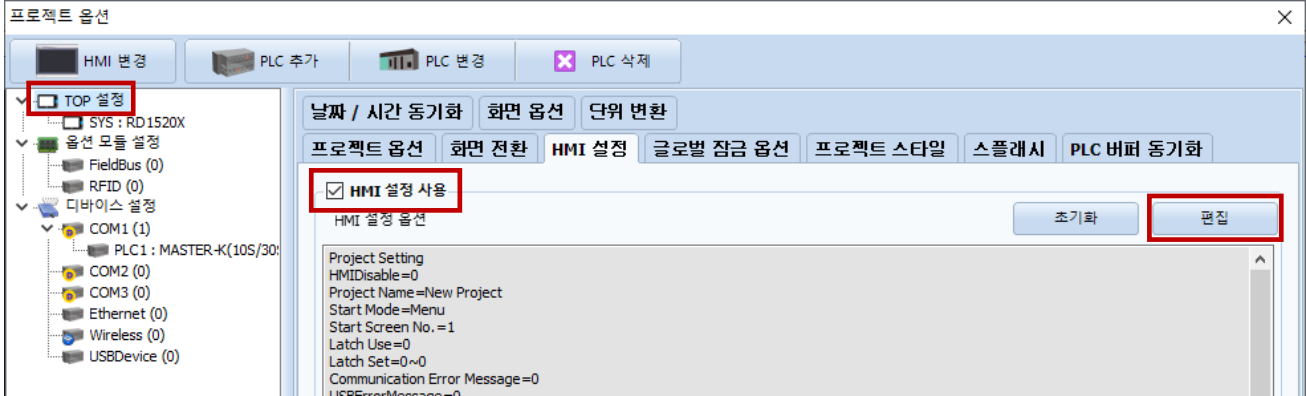 프로젝트 옵션
HMI 변경
PLC 추가
PLC 변경
PLC 삭제
TOP 설정
SYS : RD1520X
옵션 모듈 설정
FieldBus (0)
RFID (0)
디바이스 설정
COM1 (1)
PLC1 : MASTER-K(10S/30S
COM2 (0)
COM3 (0)
Ethernet (0)
Wireless (0)
USBDevice (0)
날짜 / 시간 동기화
화면 옵션
단위 변환
프로젝트 옵션
화면 전환
HMI 설정
글로벌 잠금 옵션
프로젝트 스타일
스플래시
PLC 버퍼 동기화
HMI 설정 사용
HMI 설정 옵션
초기화
편집
Project Setting
HMIDisable=0
Project Name=New Project
Start Mode=Menu
Start Screen No.=1
Latch Use=0
Latch Set=0~0
Communication Error Message=0
USBErrorMessage=0